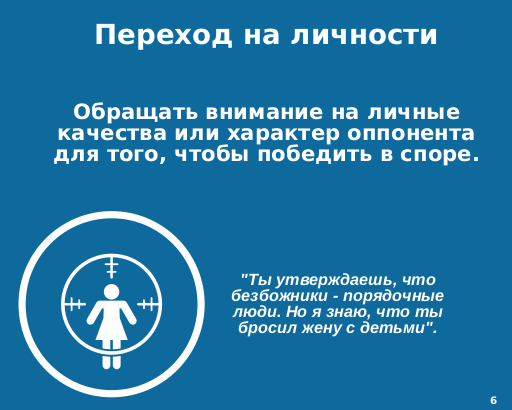 Переход на личности
Обращать внимание на личные
качества или характер оппонента
для того, чтобы победить в споре.
"Ты утверждаешь, что
безбожники - порядочные
люди. Но я знаю, что ты
бросил жену с детьми".
6